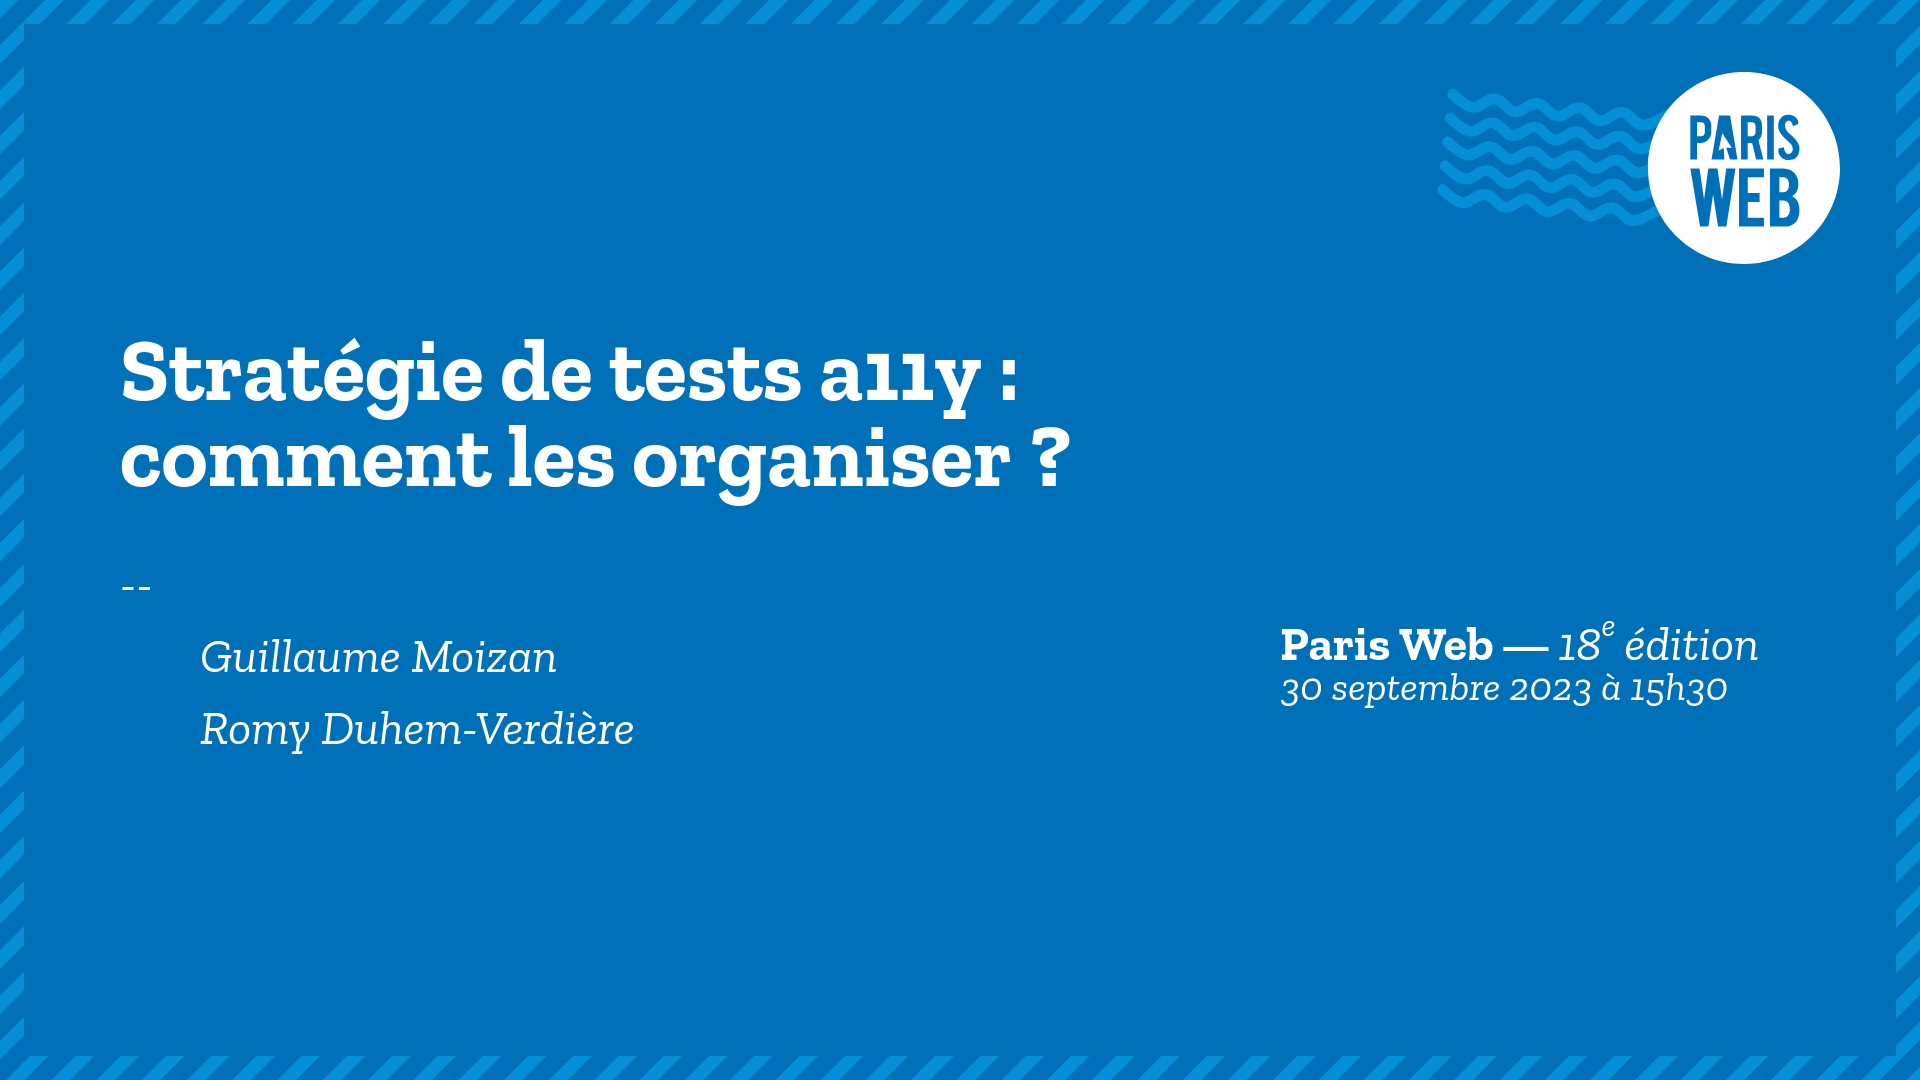 PARIS
WEB
Stratégie de tests a11y :
comment les organiser ?
--
Guillaume Moizan
Romy Duhem-Verdière
Paris Web — 18e édition
30 septembre 2023 à 15h30